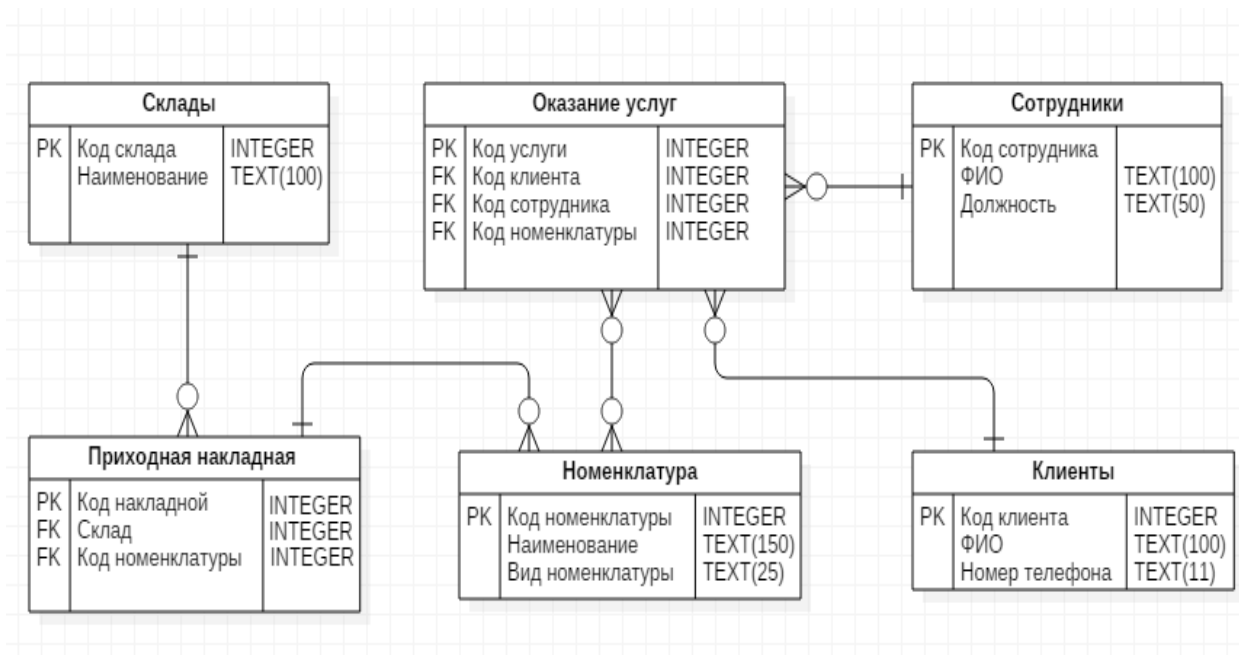 Склады
PK Код склада INTEGER
Наименование TEXT(100)
Оказание услуг
PK Код услуги INTEGER
FK Код клиента INTEGER
FK Код сотрудника INTEGER
FK Код номенклатуры INTEGER
Сотрудники
PK Код сотрудника
ФИО TEXT(100)
Должность TEXT(50)
Приходная накладная
PK Код накладной INTEGER
FK Склад INTEGER
FK Код номенклатуры INTEGER
Номенклатура
PK Код номенклатуры INTEGER
Наименование TEXT(150)
Вид номенклатуры TEXT(25)
Клиенты
PK Код клиента INTEGER
ФИО TEXT(100)
Номер телефона TEXT(11)